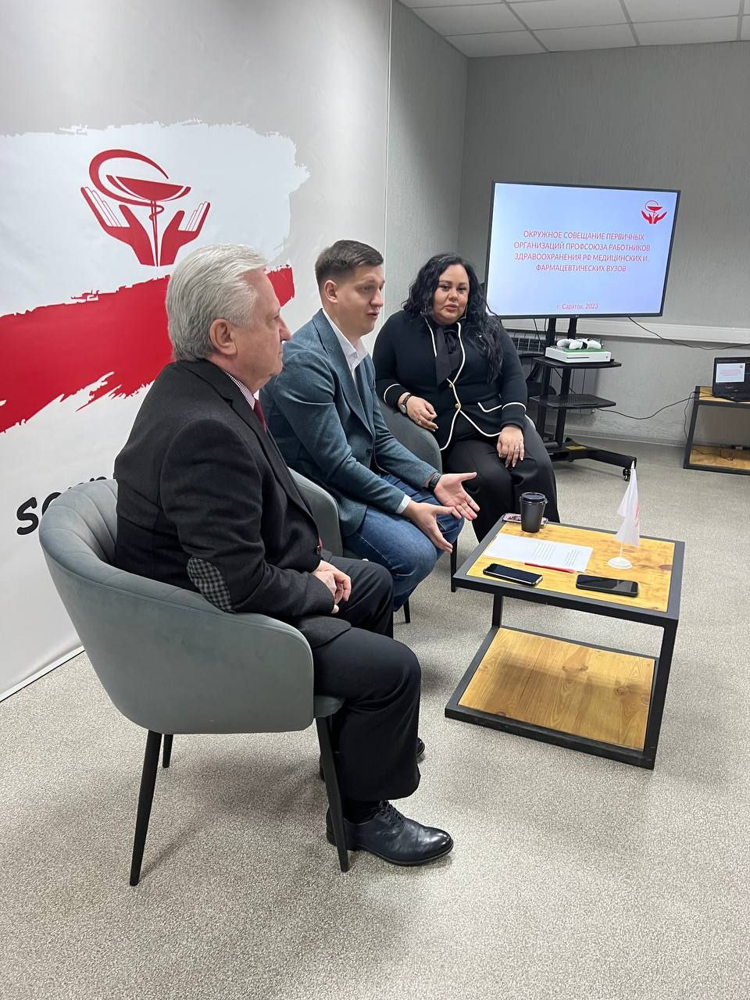 ОКРУЖНОЕ СОВЕЩАНИЕ ПЕРВИЧНЫХ
ОРГАНИЗАЦИЙ ПРОФСОЮЗА РАБОТНИКОВ
ЗДРАВООХРАНЕНИЯ РФ МЕДИЦИНСКИХ И
ФАРМАЦЕВТИЧЕСКИХ ВУЗОВ
г. Саратов, 2023